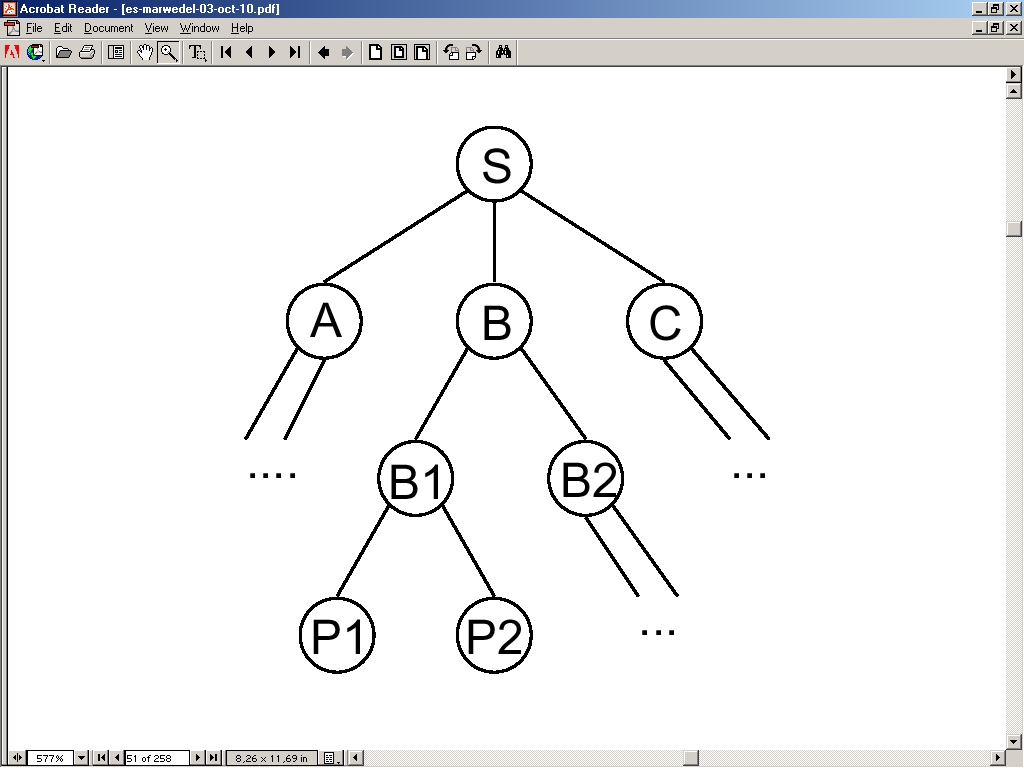 Acrobat Reader - [es-marwedel-03-oct-10.pdf]
File Edit Document View Window Help
S
A B C
.... B1 B2 ...
P1 P2 ...
577% 51 of 258 8,26 x 11,69 in